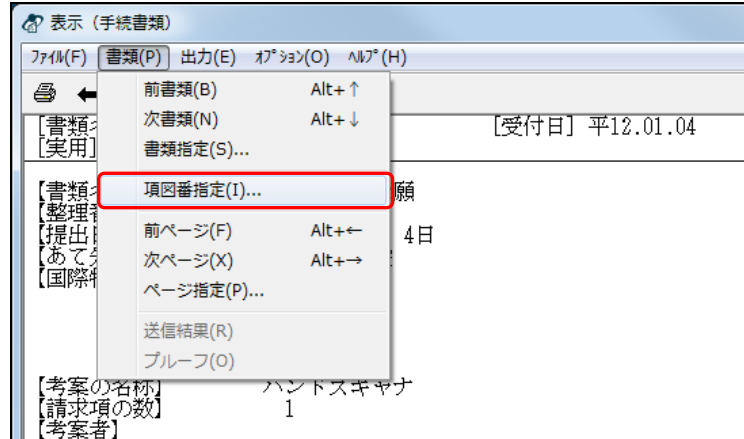 表示（手続書類）
ﾌｧｲﾙ(F) 書類(P) 出力(E) ｵﾌﾟｼｮﾝ(O) ﾍﾙﾌﾟ(H)
前書類(B) Alt+↑
次書類(N) Alt+↓
書類指定(S)...
項図番指定(I)...
前ページ(F) Alt+←
次ページ(X) Alt+→
ページ指定(P)...
送信結果(R)
プルーフ(O)
[書類 [受付日] 平12.01.04
[実用]
【書類 願
【整理
【提出 4日
【あて
【国際
【考案の名称】 ハンドスキャナ
【請求項の数】 1
【考案者】